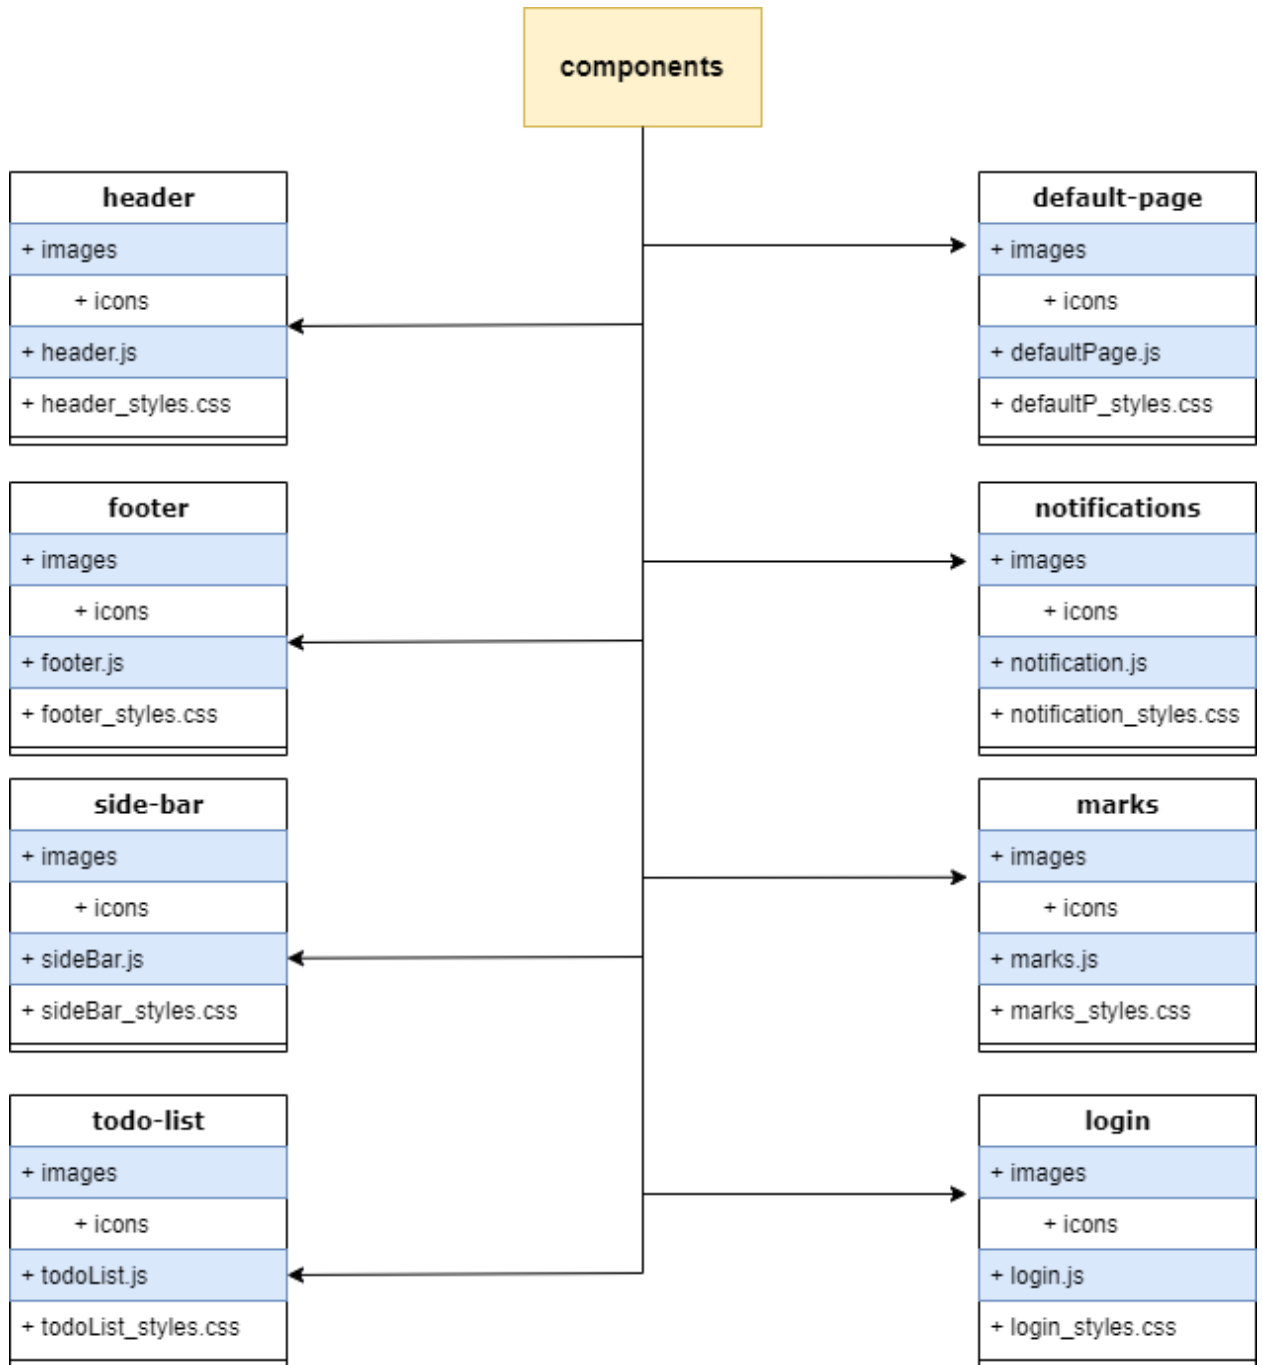 components
header
+ images
+ icons
+ header.js
+ header_styles.css
default-page
+ images
+ icons
+ defaultPage.js
+ defaultP_styles.css
footer
+ images
+ icons
+ footer.js
+ footer_styles.css
notifications
+ images
+ icons
+ notification.js
+ notification_styles.css
side-bar
+ images
+ icons
+ sideBar.js
+ sideBar_styles.css
marks
+ images
+ icons
+ marks.js
+ marks_styles.css
todo-list
+ images
+ icons
+ todoList.js
+ todoList_styles.css
login
+ images
+ icons
+ login.js
+ login_styles.css